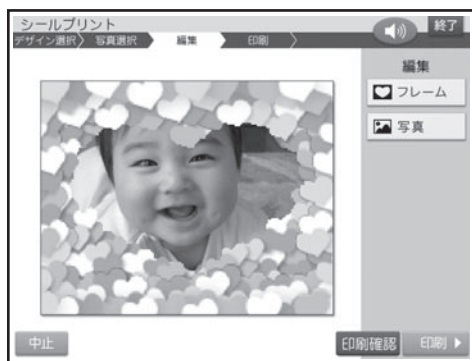 シールプリント
終了
デザイン選択 写真選択 編集 印刷
編集
フレーム
写真
中止
印刷確認
印刷